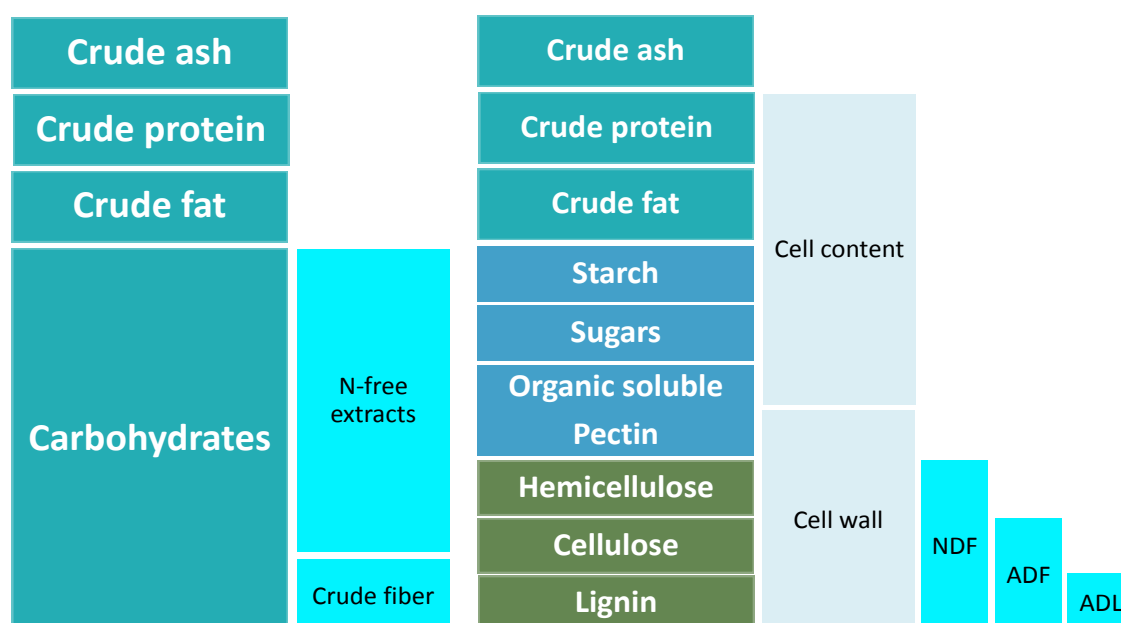 Crude ash
Crude protein
Crude fat
Carbohydrates
N-free
extracts
Crude fiber
Crude ash
Crude protein
Crude fat
Starch
Sugars
Organic soluble
Pectin
Hemicellulose
Cellulose
Lignin
Cell content
Cell wall
NDF
ADF
ADL